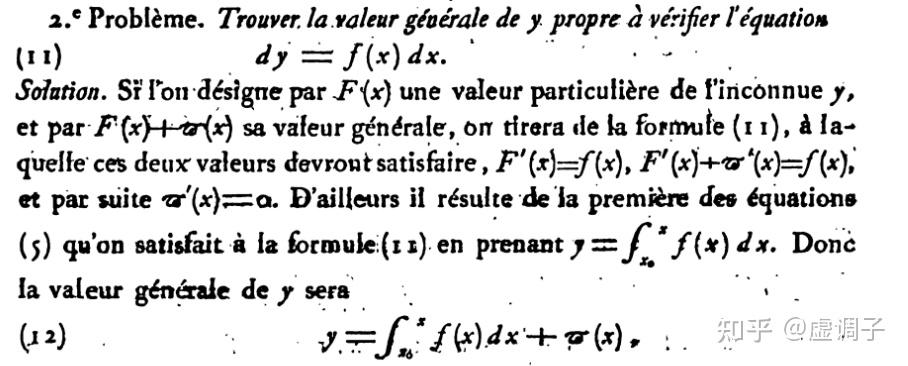 2.e Problème. Trouver la valeur générale de y propre à vérifier l'équation
(11) dy = f(x) dx.
Solution. Si l'on désigne par F(x) une valeur particulière de l'inconnue y,
et par F(x)+ϖ(x) sa valeur générale, on tirera de la formule (11), à la-
quelle ces deux valeurs devront satisfaire, F'(x)=f(x), F'(x)+ϖ'(x)=f(x),
et par suite ϖ'(x)=0. D'ailleurs il résulte de la première des équations
(5) qu'on satisfait à la formule (11) en prenant y = ∫_{x₀}^{x} f(x) dx. Donc
la valeur générale de y sera
(12) y = ∫_{x₀}^{x} f(x) dx + ϖ(x),
知乎 @虚调子